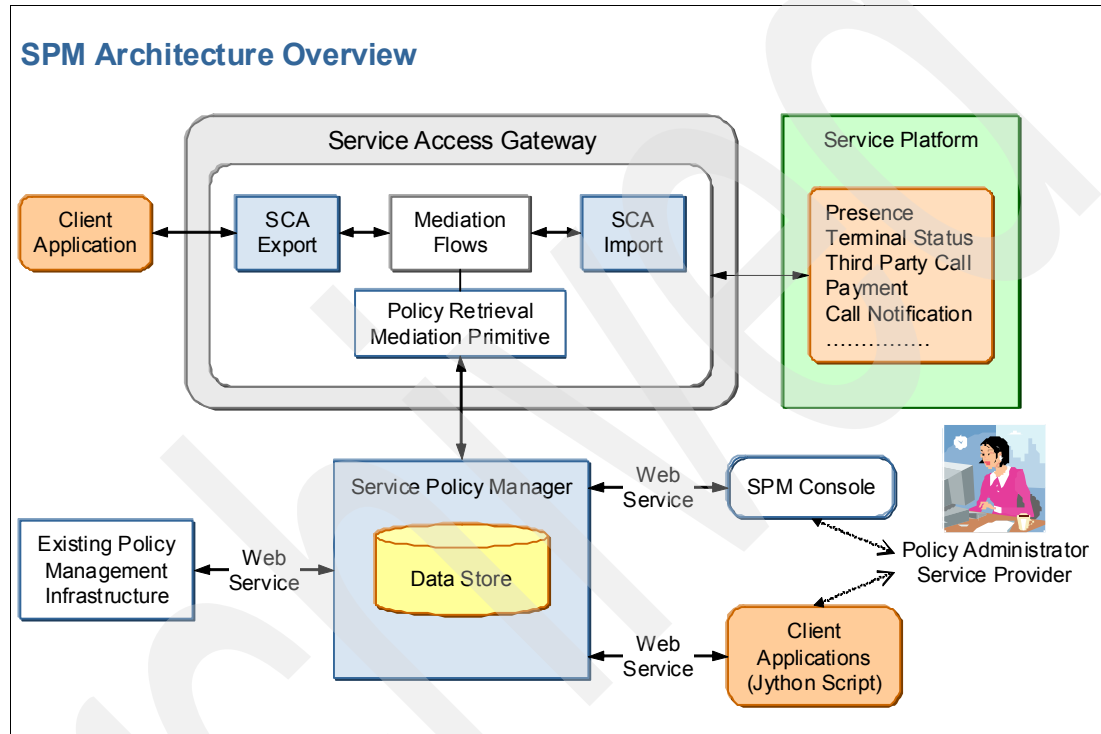 SPM Architecture Overview
Service Access Gateway
Service Platform
Client
Application
SCA
Export
Mediation
Flows
SCA
Import
Policy Retrieval
Mediation Primitive
Presence
Terminal Status
Third Party Call
Payment
Call Notification
...............
Service Policy Manager
Data Store
Web
Service
SPM Console
Policy Administrator
Service Provider
Existing Policy
Management
Infrastructure
Web
Service
Web
Service
Client
Applications
(Jython Script)